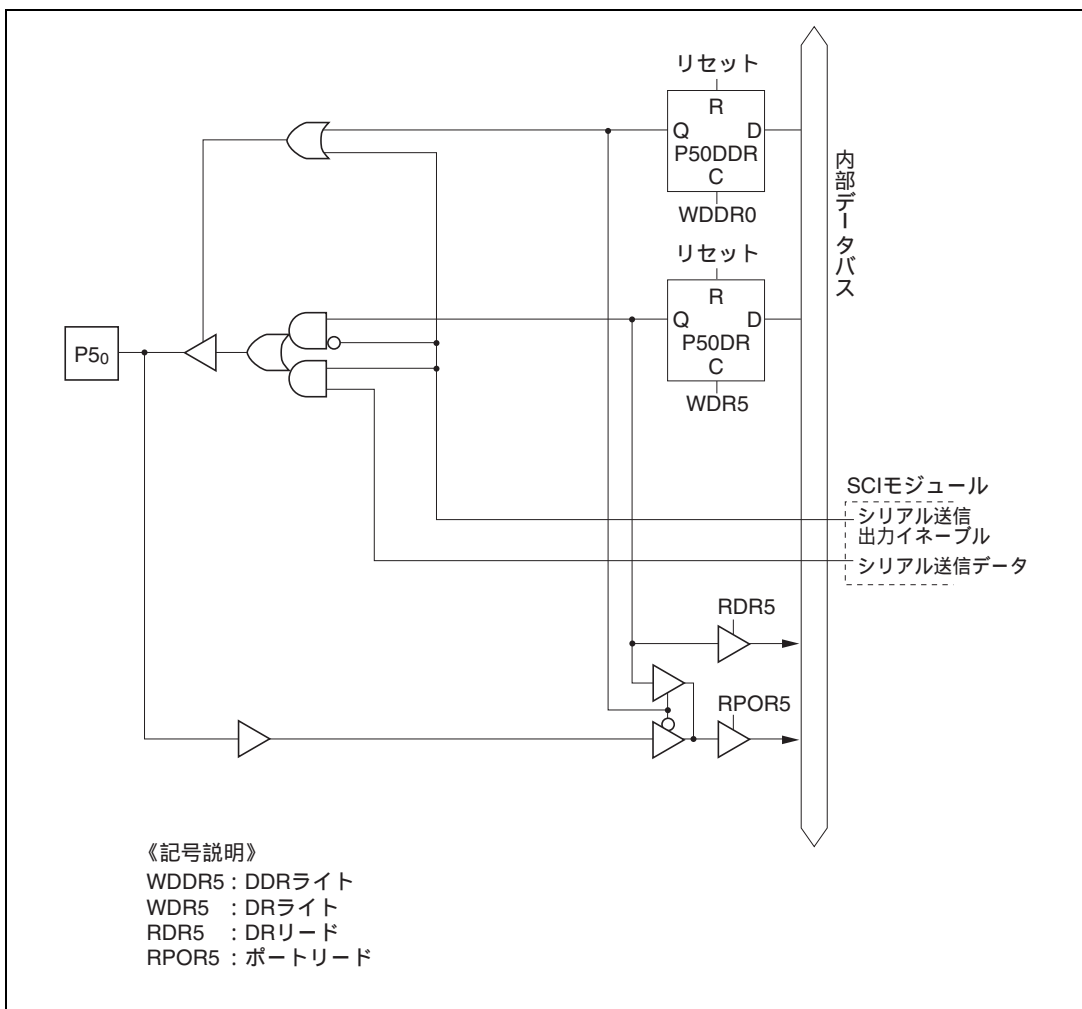 リセット
R
Q D
P50DDR
C
WDDR0
内部データバス
リセット
R
Q D
P50DR
C
WDR5
P5₀
SCIモジュール
シリアル送信
出力イネーブル
シリアル送信データ
RDR5
RPOR5
《記号説明》
WDDR5 : DDRライト
WDR5 : DRライト
RDR5 : DRリード
RPOR5 : ポートリード